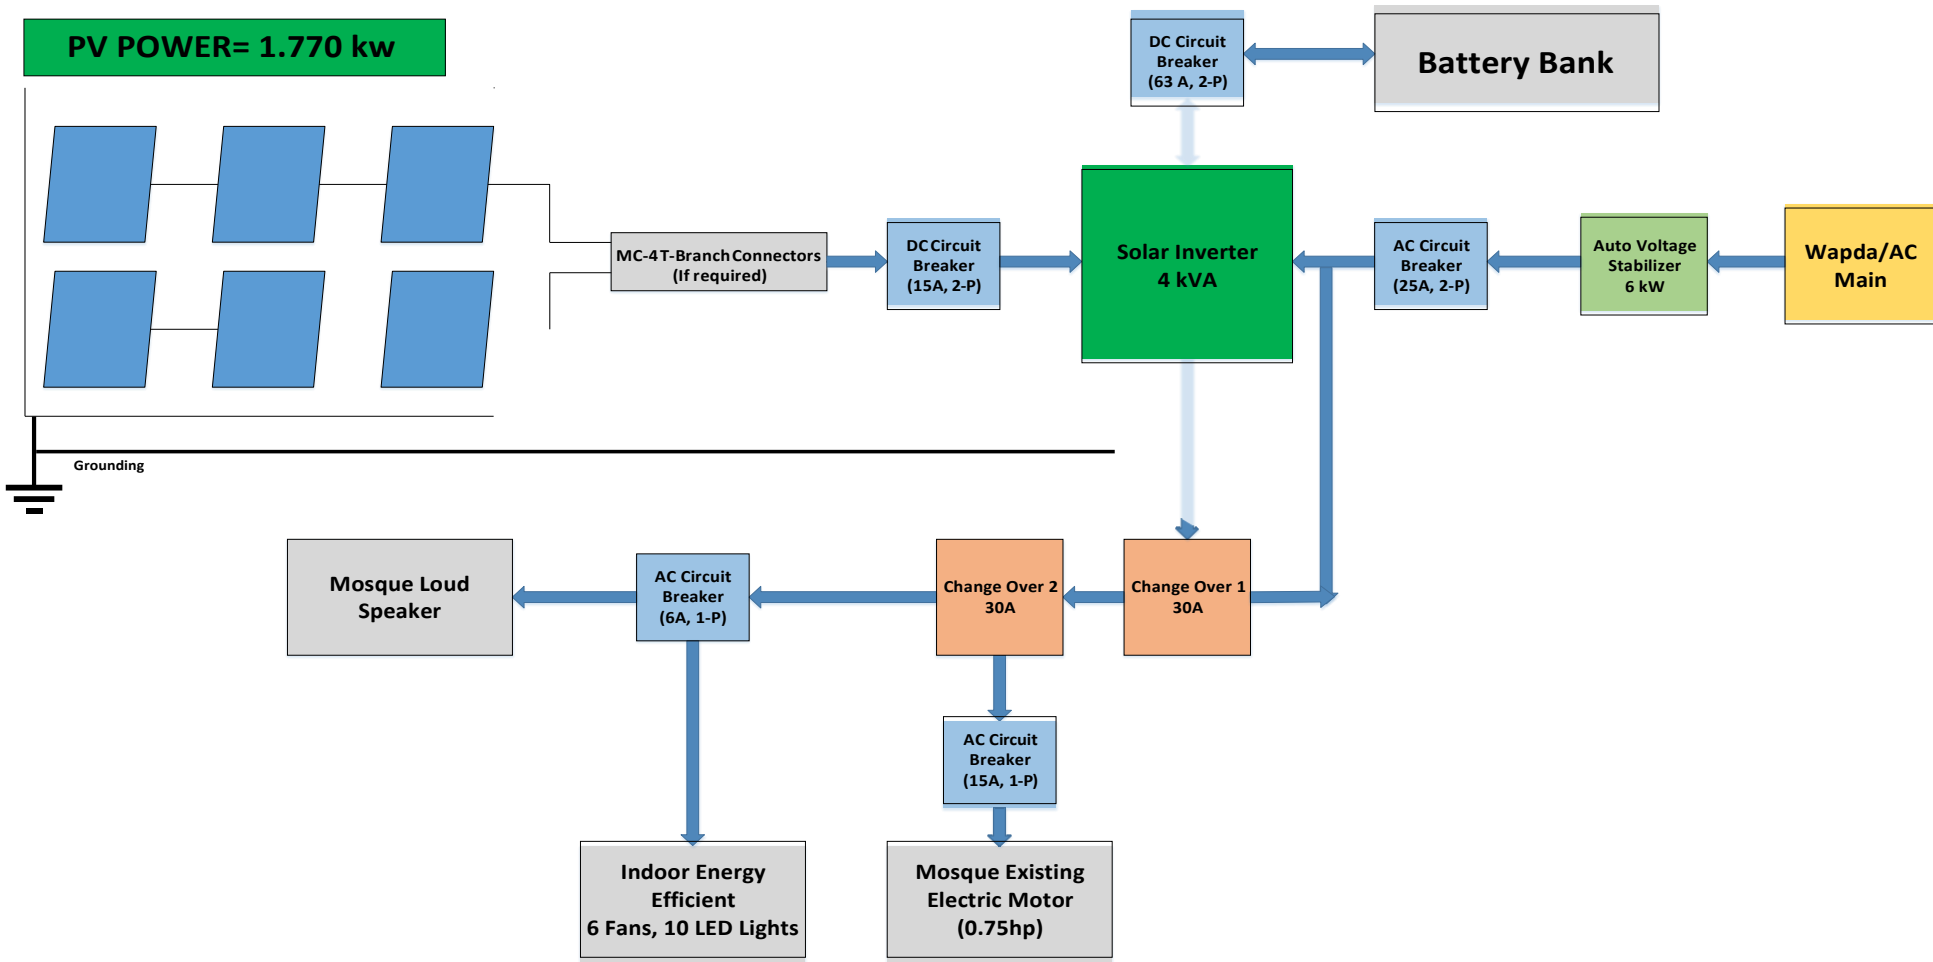 PV POWER= 1.770 kw
DC Circuit
Breaker
(63 A, 2-P)
Battery Bank
MC-4 T-Branch Connectors
(If required)
DC Circuit
Breaker
(15A, 2-P)
Solar Inverter
4 kVA
AC Circuit
Breaker
(25A, 2-P)
Auto Voltage
Stabilizer
6 kW
Wapda/AC
Main
Grounding
Mosque Loud
Speaker
AC Circuit
Breaker
(6A, 1-P)
Change Over 2
30A
Change Over 1
30A
AC Circuit
Breaker
(15A, 1-P)
Indoor Energy
Efficient
6 Fans, 10 LED Lights
Mosque Existing
Electric Motor
(0.75hp)